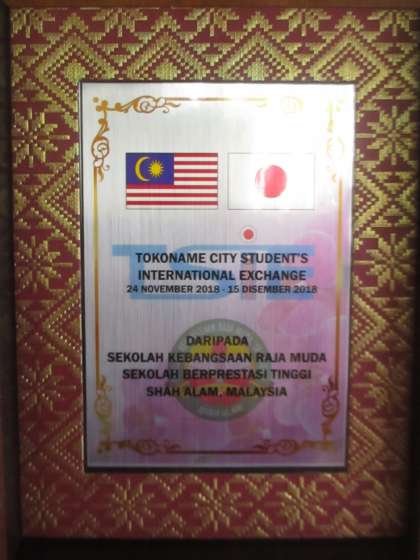 TOKONAME CITY STUDENT'S
INTERNATIONAL EXCHANGE
24 NOVEMBER 2018 - 15 DISEMBER 2018
DARIPADA
SEKOLAH KEBANGSAAN RAJA MUDA
SEKOLAH BERPRESTASI TINGGI
SHAH ALAM, MALAYSIA